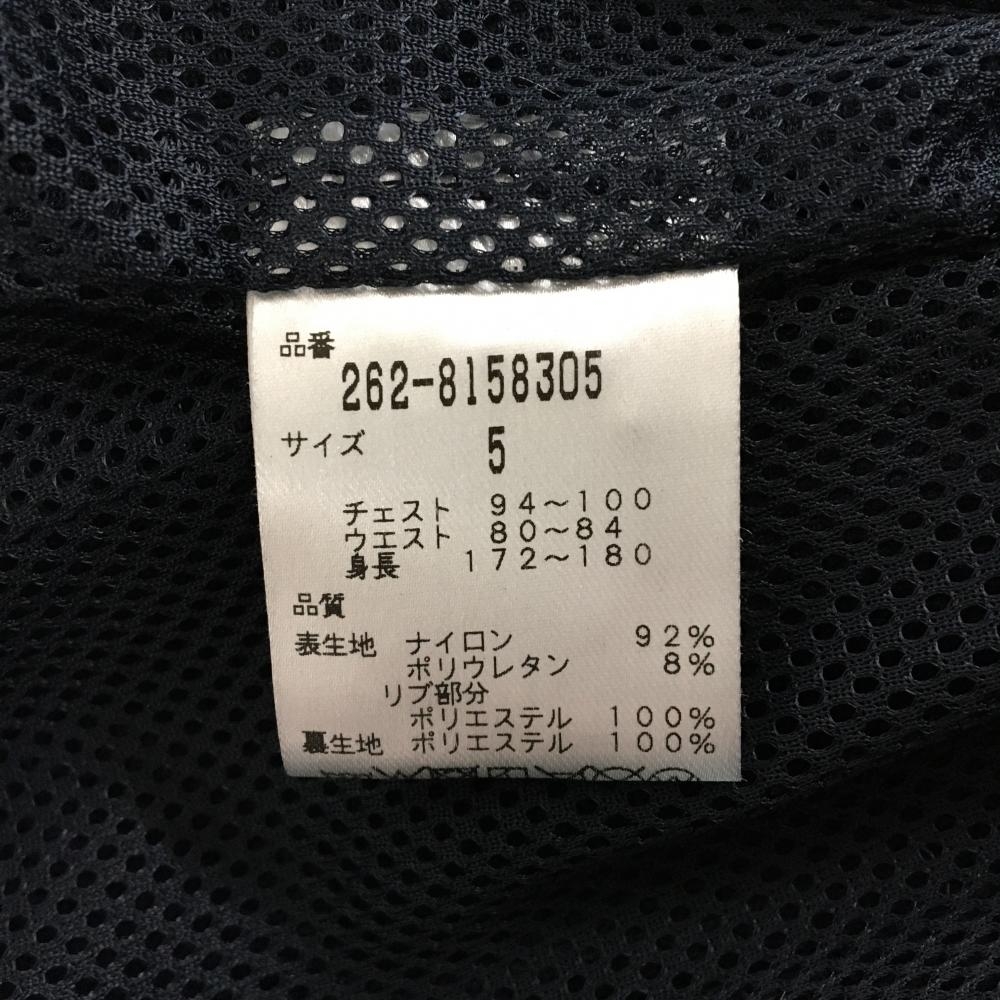 品番
262-8158305
サイズ 5
チェスト 94～100
ウエスト 80～84
身長 172～180
品質
表生地 ナイロン 92%
ポリウレタン 8%
リブ部分
ポリエステル 100%
裏生地 ポリエステル 100%